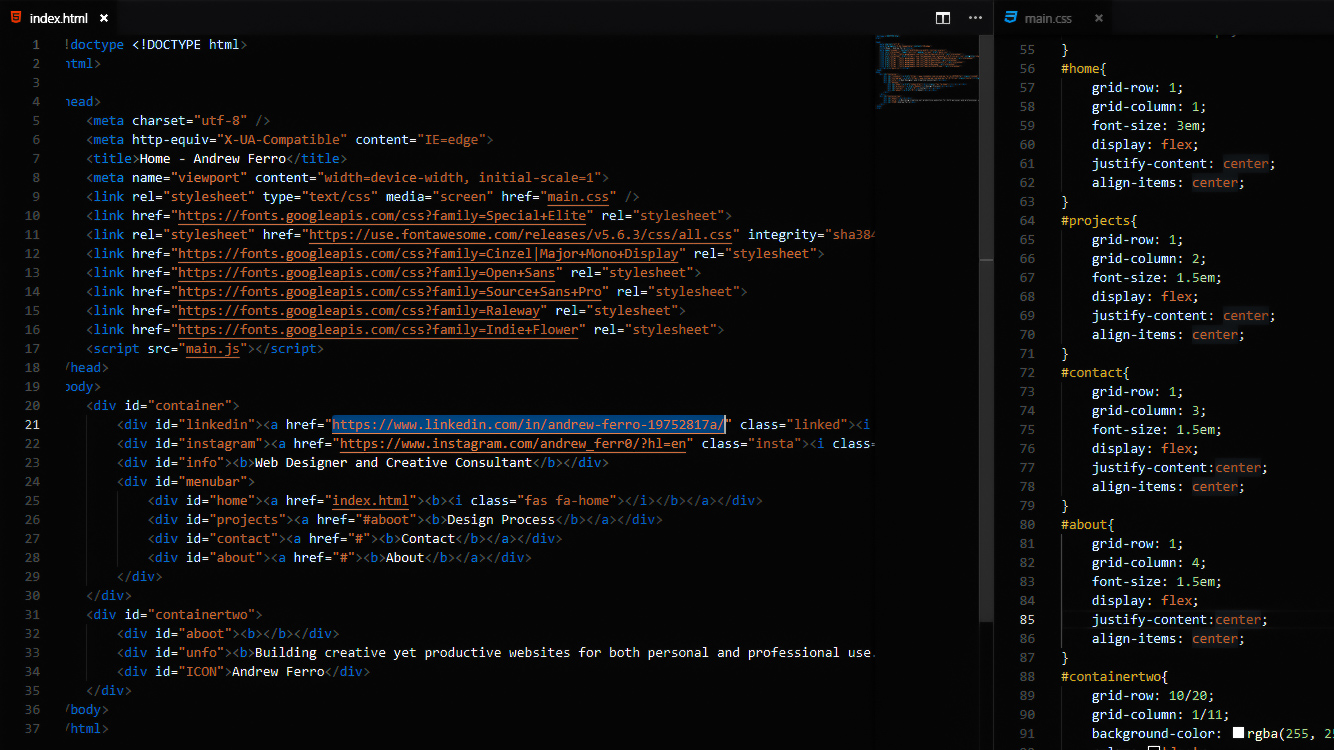 index.html ×
1 !doctype <!DOCTYPE html>
2 html>
3
4 head>
5 <meta charset="utf-8" />
6 <meta http-equiv="X-UA-Compatible" content="IE=edge">
7 <title>Home - Andrew Ferro</title>
8 <meta name="viewport" content="width=device-width, initial-scale=1">
9 <link rel="stylesheet" type="text/css" media="screen" href="main.css" />
10 <link href="https://fonts.googleapis.com/css?family=Special+Elite" rel="stylesheet">
11 <link rel="stylesheet" href="https://use.fontawesome.com/releases/v5.6.3/css/all.css" integrity="sha384
12 <link href="https://fonts.googleapis.com/css?family=Cinzel|Major+Mono+Display" rel="stylesheet">
13 <link href="https://fonts.googleapis.com/css?family=Open+Sans" rel="stylesheet">
14 <link href="https://fonts.googleapis.com/css?family=Source+Sans+Pro" rel="stylesheet">
15 <link href="https://fonts.googleapis.com/css?family=Raleway" rel="stylesheet">
16 <link href="https://fonts.googleapis.com/css?family=Indie+Flower" rel="stylesheet">
17 <script src="main.js"></script>
18 /head>
19 body>
20 <div id="container">
21 <div id="linkedin"><a href="https://www.linkedin.com/in/andrew-ferro-19752817a/" class="linked"><i
22 <div id="instagram"><a href="https://www.instagram.com/andrew_ferr0/?hl=en" class="insta"><i class=
23 <div id="info"><b>Web Designer and Creative Consultant</b></div>
24 <div id="menubar">
25 <div id="home"><a href="index.html"><b><i class="fas fa-home"></i></b></a></div>
26 <div id="projects"><a href="#aboot"><b>Design Process</b></a></div>
27 <div id="contact"><a href="#"><b>Contact</b></a></div>
28 <div id="about"><a href="#"><b>About</b></a></div>
29 </div>
30 </div>
31 <div id="containertwo">
32 <div id="aboot"><b></b></div>
33 <div id="unfo"><b>Building creative yet productive websites for both personal and professional use.
34 <div id="ICON">Andrew Ferro</div>
35 </div>
36 /body>
37 /html>
main.css ×
55 }
56 #home{
57 grid-row: 1;
58 grid-column: 1;
59 font-size: 3em;
60 display: flex;
61 justify-content: center;
62 align-items: center;
63 }
64 #projects{
65 grid-row: 1;
66 grid-column: 2;
67 font-size: 1.5em;
68 display: flex;
69 justify-content: center;
70 align-items: center;
71 }
72 #contact{
73 grid-row: 1;
74 grid-column: 3;
75 font-size: 1.5em;
76 display: flex;
77 justify-content:center;
78 align-items: center;
79 }
80 #about{
81 grid-row: 1;
82 grid-column: 4;
83 font-size: 1.5em;
84 display: flex;
85 justify-content:center;
86 align-items: center;
87 }
88 #containertwo{
89 grid-row: 10/20;
90 grid-column: 1/11;
91 background-color: rgba(255, 25